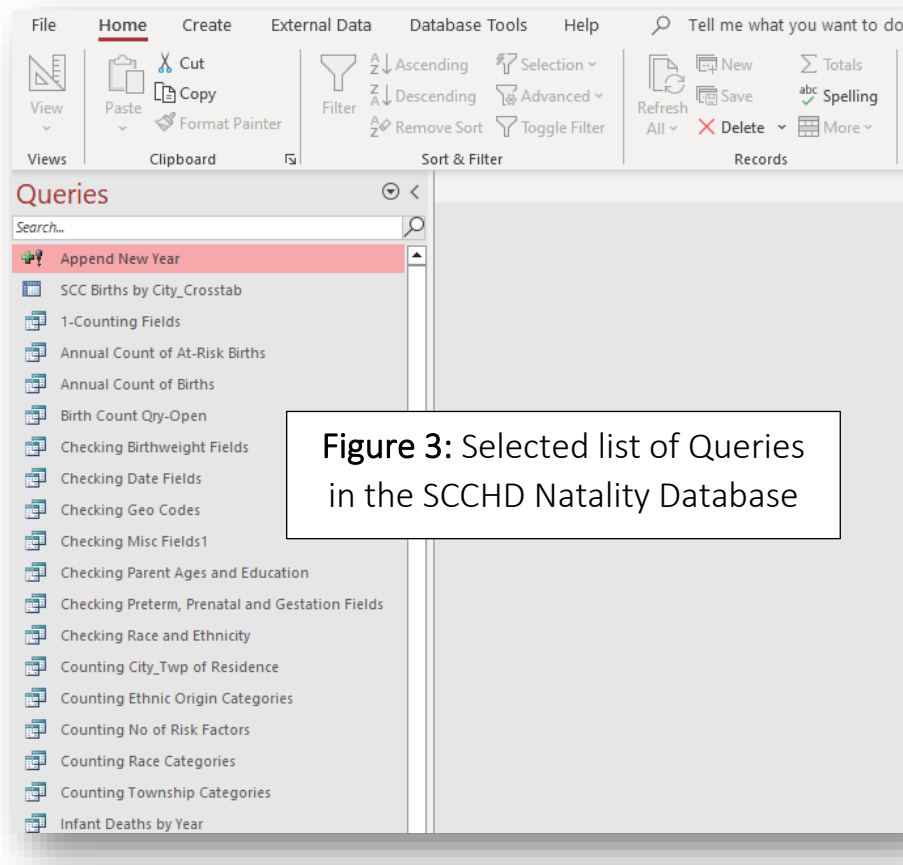 File Home Create External Data Database Tools Help Tell me what you want to do
View
Paste
Cut
Copy
Format Painter
Filter
Ascending
Descending
Remove Sort
Selection
Advanced
Toggle Filter
Refresh
All
New
Save
Delete
Totals
abc Spelling
More
Views Clipboard Sort & Filter Records
Queries
Search...
Append New Year
SCC Births by City_Crosstab
1-Counting Fields
Annual Count of At-Risk Births
Annual Count of Births
Birth Count Qry-Open
Checking Birthweight Fields
Checking Date Fields
Checking Geo Codes
Checking Misc Fields1
Checking Parent Ages and Education
Checking Preterm, Prenatal and Gestation Fields
Checking Race and Ethnicity
Counting City_Twp of Residence
Counting Ethnic Origin Categories
Counting No of Risk Factors
Counting Race Categories
Counting Township Categories
Infant Deaths by Year
Figure 3: Selected list of Queries
in the SCCHD Natality Database